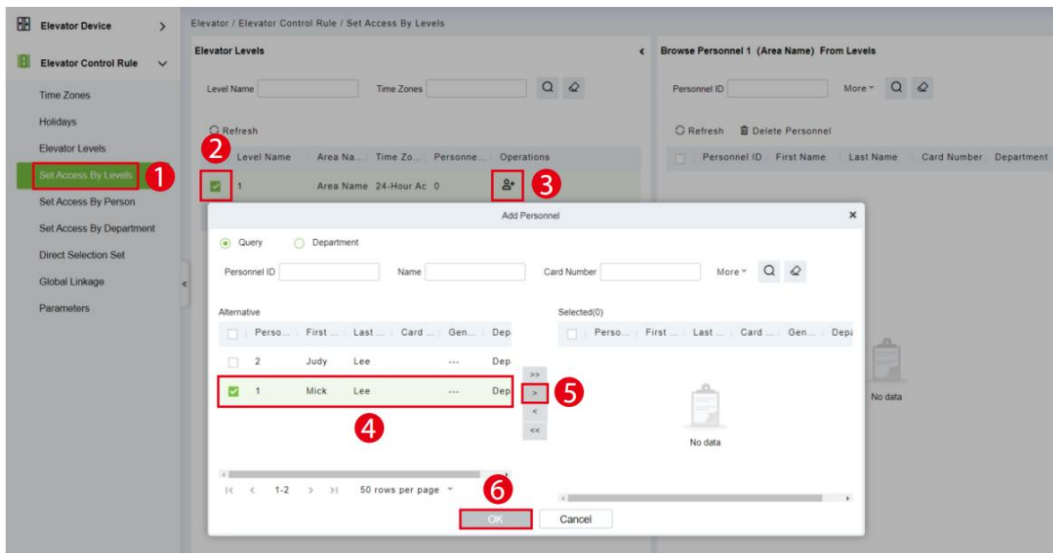 Elevator Device
Elevator Control Rule
Time Zones
Holidays
Elevator Levels
Set Access By Levels
1
Set Access By Person
Set Access By Department
Direct Selection Set
Global Linkage
Parameters
Elevator / Elevator Control Rule / Set Access By Levels
Elevator Levels
Level Name
Time Zones
Refresh
2
Level Name Area Na... Time Zo... Personne... Operations
1 Area Name 24-Hour Ac 0
3
Browse Personnel 1 (Area Name) From Levels
Personnel ID
More
Refresh Delete Personnel
Personnel ID First Name Last Name Card Number Department
No data
Add Personnel
Query Department
Personnel ID
Name
Card Number
More
Alternative
Perso... First ... Last ... Card ... Gen... Dep
2 Judy Lee --- Dep
1 Mick Lee --- Dep
4
|< < 1-2 > >| 50 rows per page
>>
>
<
<<
5
Selected(0)
Perso... First ... Last ... Card ... Gen... Depa
No data
6
OK
Cancel